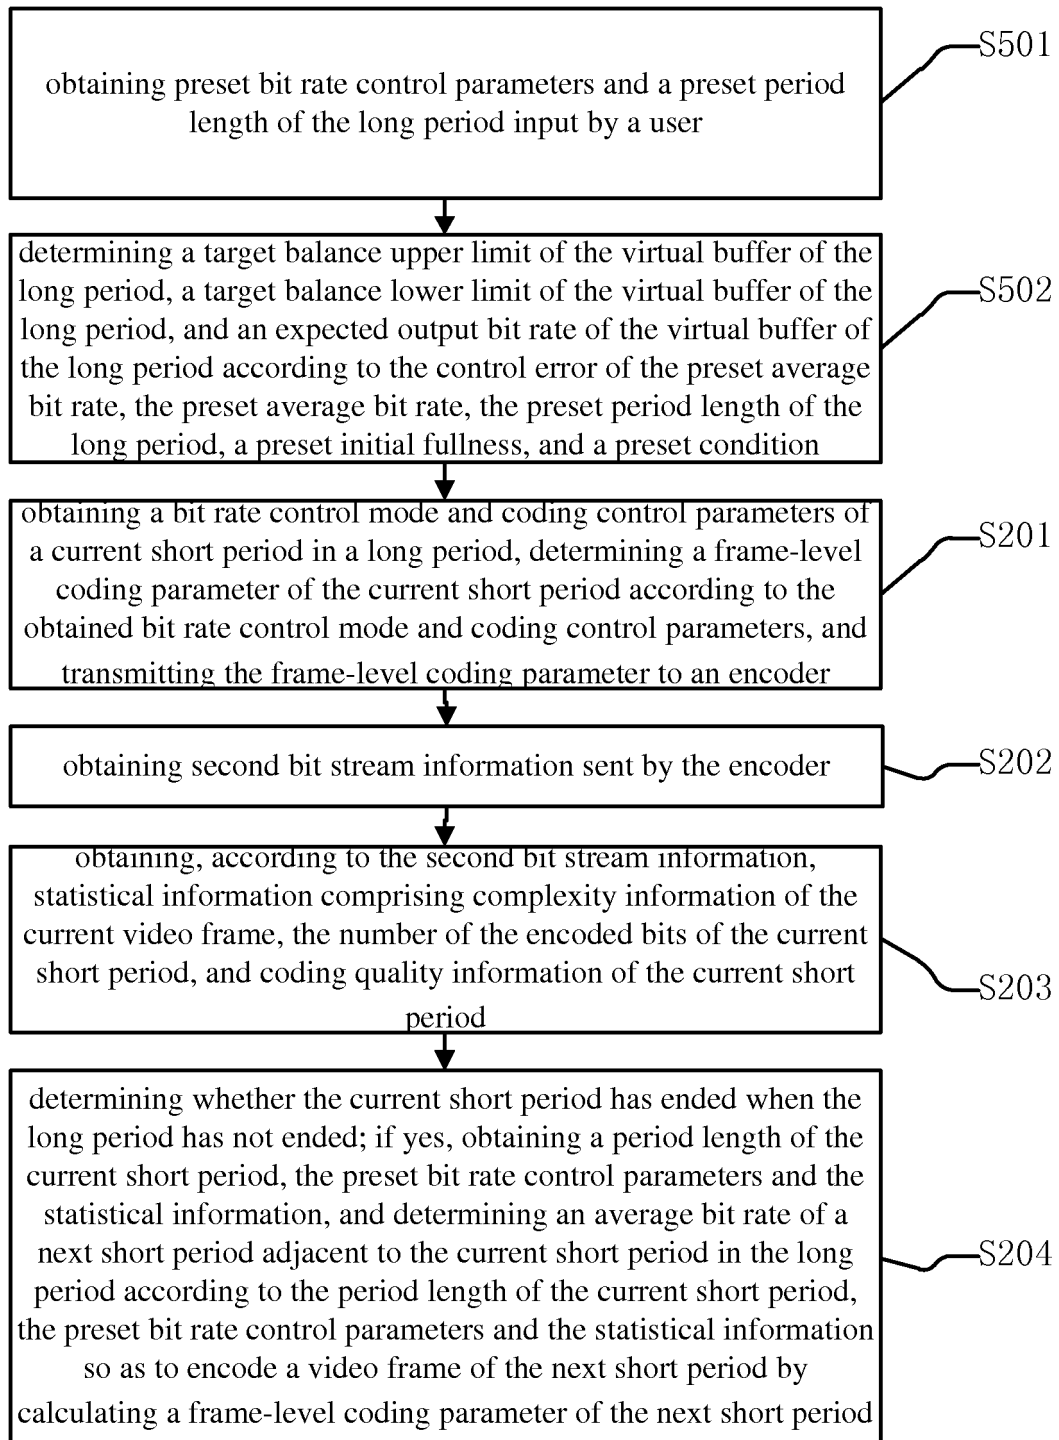 obtaining preset bit rate control parameters and a preset period
length of the long period input by a user
S501
determining a target balance upper limit of the virtual buffer of the
long period, a target balance lower limit of the virtual buffer of the
long period, and an expected output bit rate of the virtual buffer of
the long period according to the control error of the preset average
bit rate, the preset average bit rate, the preset period length of the
long period, a preset initial fullness, and a preset condition
S502
obtaining a bit rate control mode and coding control parameters of
a current short period in a long period, determining a frame-level
coding parameter of the current short period according to the
obtained bit rate control mode and coding control parameters, and
transmitting the frame-level coding parameter to an encoder
S201
obtaining second bit stream information sent by the encoder
S202
obtaining, according to the second bit stream information,
statistical information comprising complexity information of the
current video frame, the number of the encoded bits of the current
short period, and coding quality information of the current short
period
S203
determining whether the current short period has ended when the
long period has not ended; if yes, obtaining a period length of the
current short period, the preset bit rate control parameters and the
statistical information, and determining an average bit rate of a
next short period adjacent to the current short period in the long
period according to the period length of the current short period,
the preset bit rate control parameters and the statistical information
so as to encode a video frame of the next short period by
calculating a frame-level coding parameter of the next short period
S204